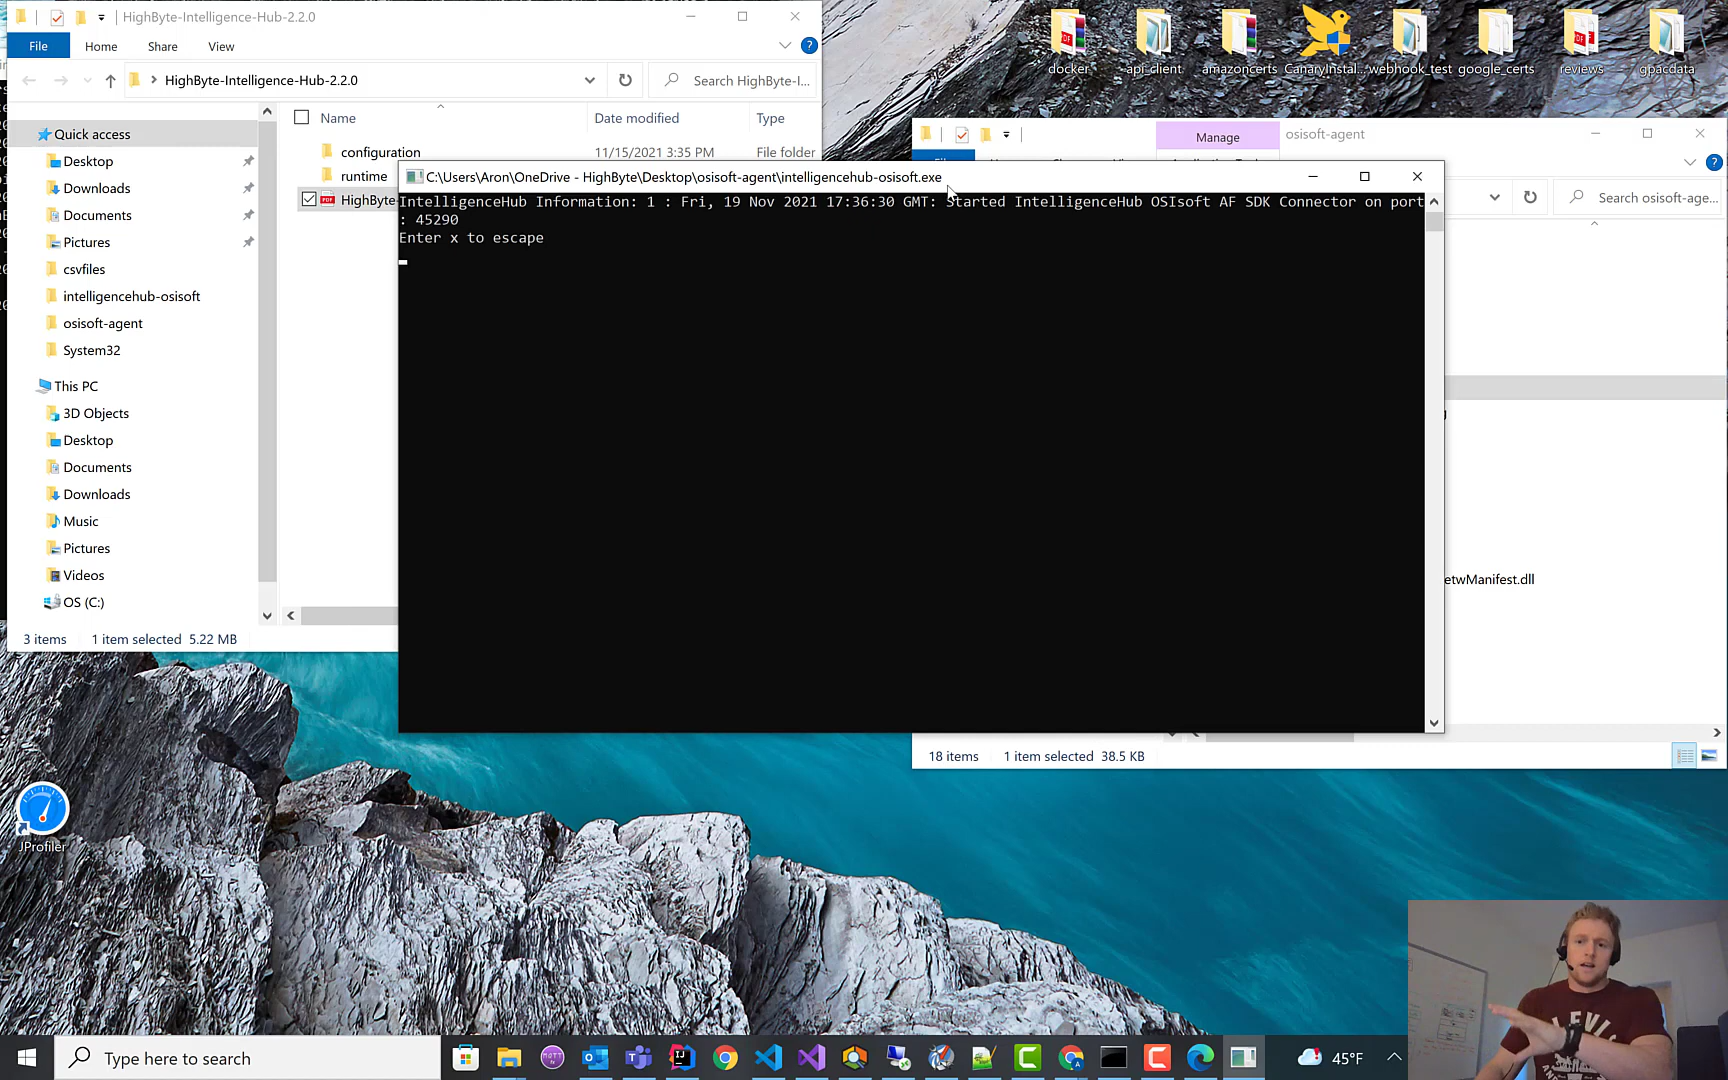 HighByte-Intelligence-Hub-2.2.0
File
Home
Share
View
HighByte-Intelligence-Hub-2.2.0
Search HighByte-I...
Name
Date modified
Type
configuration
11/15/2021 3:35 PM
File folder
runtime
HighByte-
Quick access
Desktop
Downloads
Documents
Pictures
csvfiles
intelligencehub-osisoft
osisoft-agent
System32
This PC
3D Objects
Desktop
Documents
Downloads
Music
Pictures
Videos
OS (C:)
3 items
1 item selected 5.22 MB
C:\Users\Aron\OneDrive - HighByte\Desktop\osisoft-agent\intelligencehub-osisoft.exe
IntelligenceHub Information: 1 : Fri, 19 Nov 2021 17:36:30 GMT: Started IntelligenceHub OSIsoft AF SDK Connector on port
: 45290
Enter x to escape
docker
api-client
amazoncerts
CanaryInstal...
webhook_test
google_certs
reviews
gpacdata
Manage
osisoft-agent
Search osisoft-age...
etwManifest.dll
18 items
1 item selected 38.5 KB
JProfiler
Type here to search
MATT
45°F